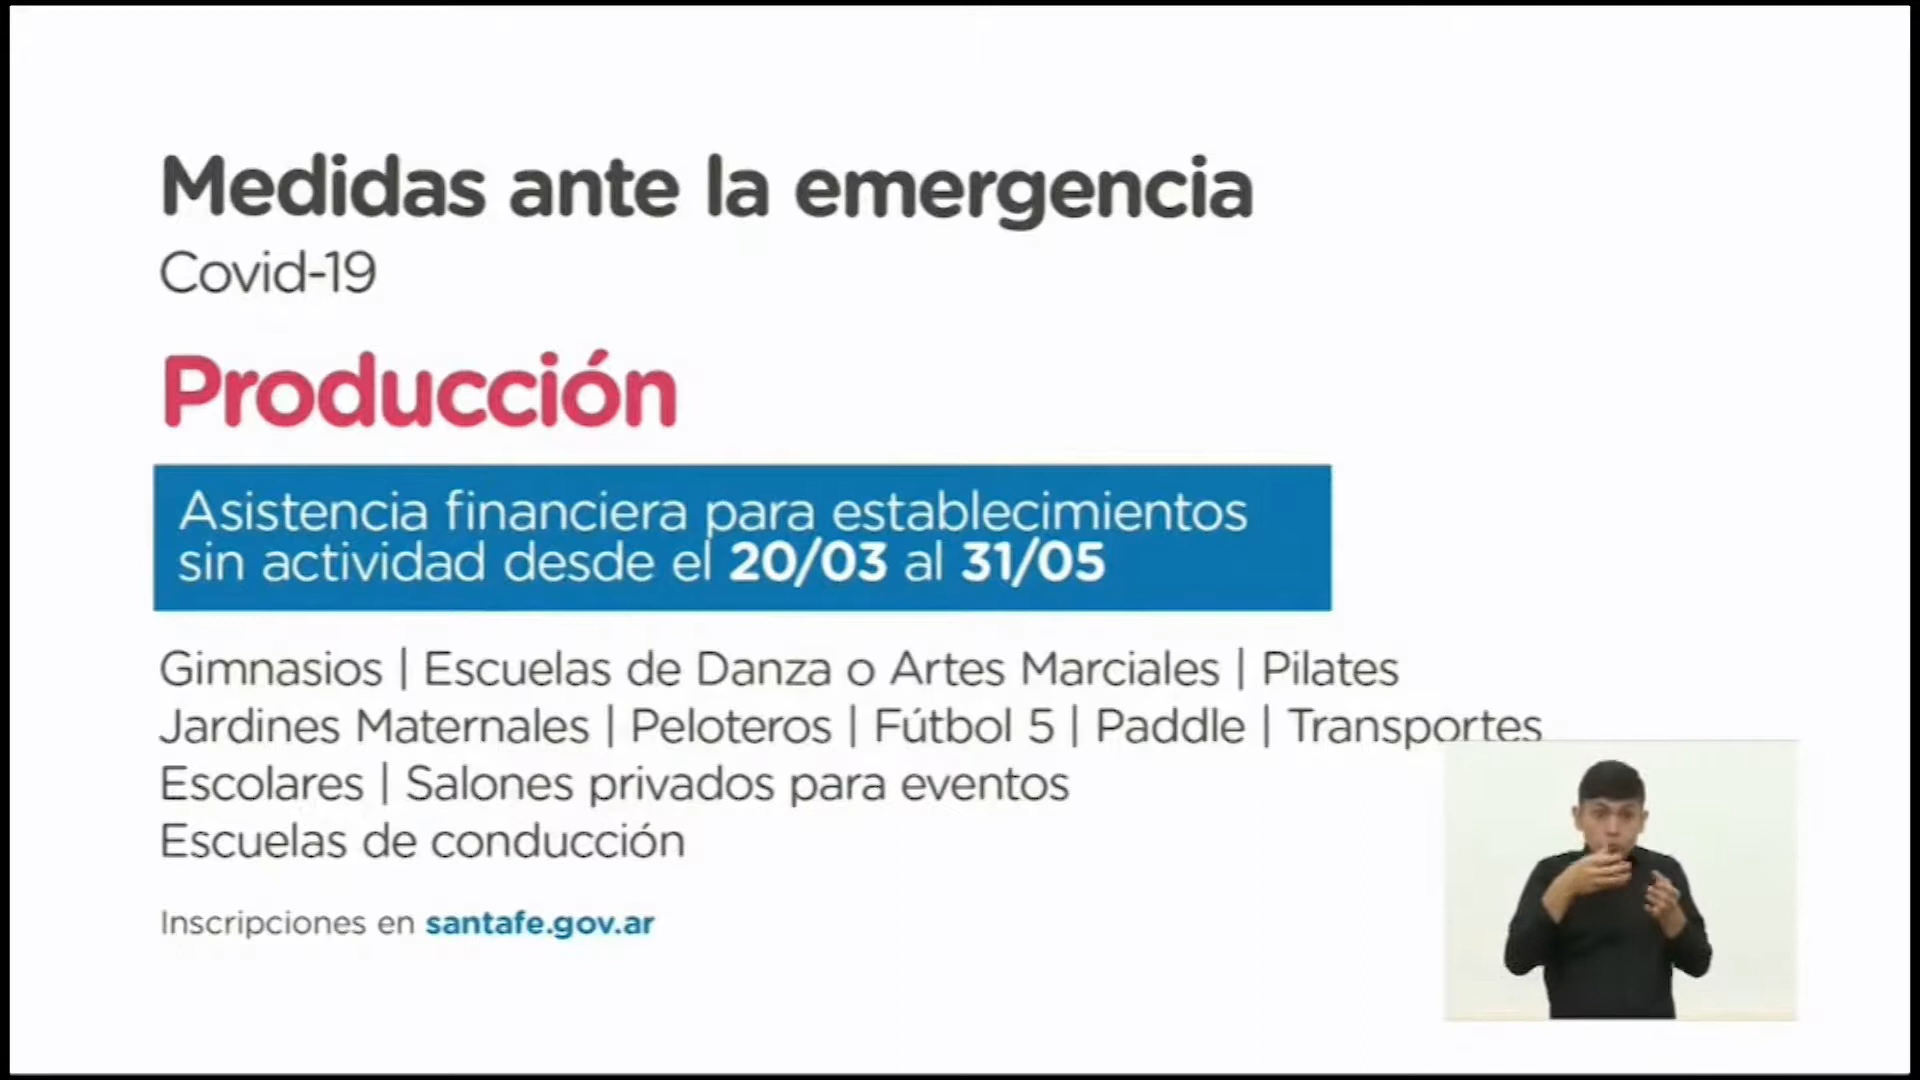 Medidas ante la emergencia
Covid-19
Producción
Asistencia financiera para establecimientos
sin actividad desde el 20/03 al 31/05
Gimnasios | Escuelas de Danza o Artes Marciales | Pilates
Jardines Maternales | Peloteros | Fútbol 5 | Paddle | Transportes
Escolares | Salones privados para eventos
Escuelas de conducción
Inscripciones en santafe.gov.ar